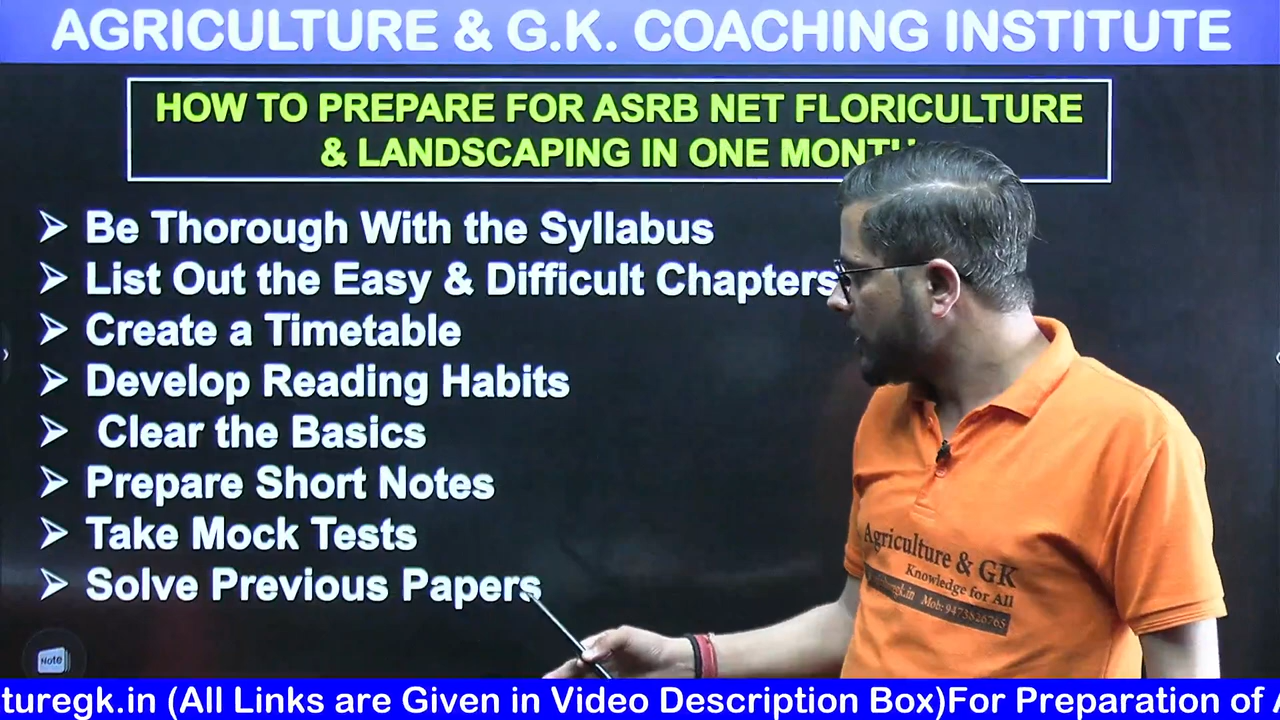 AGRICULTURE & G.K. COACHING INSTITUTE
HOW TO PREPARE FOR ASRB NET FLORICULTURE
& LANDSCAPING IN ONE MONTH
➢ Be Thorough With the Syllabus
➢ List Out the Easy & Difficult Chapters
➢ Create a Timetable
➢ Develop Reading Habits
➢ Clear the Basics
➢ Prepare Short Notes
➢ Take Mock Tests
➢ Solve Previous Papers
Agriculture & GK
Knowledge for All
Mob: 9473826765
Note
turegk.in (All Links are Given in Video Description Box)For Preparation of A